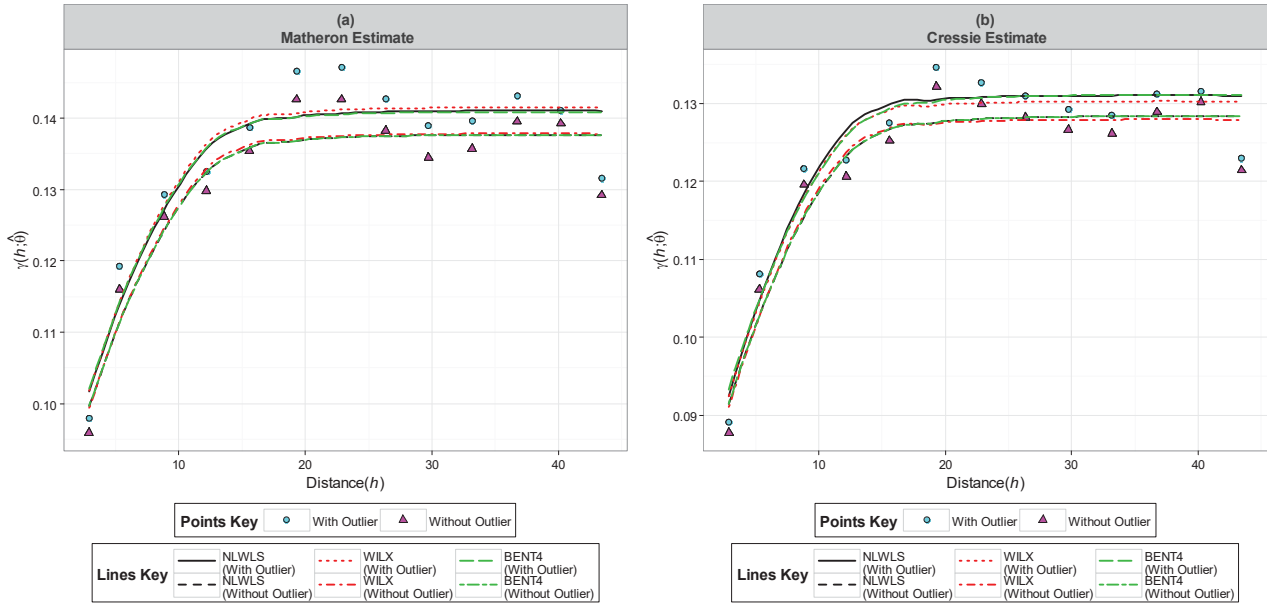 (a)
Matheron Estimate
γ(h;θ̂)
0.14
0.13
0.12
0.11
0.10
10
20
30
40
Distance(h)
Points Key
With Outlier
Without Outlier
Lines Key
NLWLS
(With Outlier)
WILX
(With Outlier)
BENT4
(With Outlier)
NLWLS
(Without Outlier)
WILX
(Without Outlier)
BENT4
(Without Outlier)
(b)
Cressie Estimate
γ(h;θ̂)
0.13
0.12
0.11
0.10
0.09
10
20
30
40
Distance(h)
Points Key
With Outlier
Without Outlier
Lines Key
NLWLS
(With Outlier)
WILX
(With Outlier)
BENT4
(With Outlier)
NLWLS
(Without Outlier)
WILX
(Without Outlier)
BENT4
(Without Outlier)